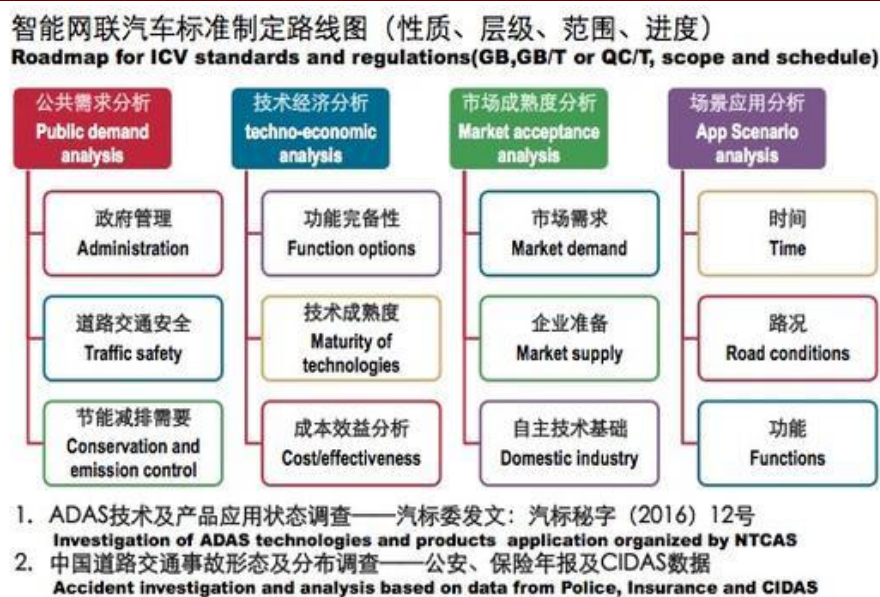 智能网联汽车标准制定路线图（性质、层级、范围、进度）
Roadmap for ICV standards and regulations(GB,GB/T or QC/T, scope and schedule)
公共需求分析
Public demand
analysis
政府管理
Administration
道路交通安全
Traffic safety
节能减排需要
Conservation and
emission control
技术经济分析
techno-economic
analysis
功能完备性
Function options
技术成熟度
Maturity of
technologies
成本效益分析
Cost/effectiveness
市场成熟度分析
Market acceptance
analysis
市场需求
Market demand
企业准备
Market supply
自主技术基础
Domestic industry
场景应用分析
App Scenario
analysis
时间
Time
路况
Road conditions
功能
Functions
1. ADAS技术及产品应用状态调查——汽标委发文：汽标秘字（2016）12号
Investigation of ADAS technologies and products application organized by NTCAS
2. 中国道路交通事故形态及分布调查——公安、保险年报及CIDAS数据
Accident investigation and analysis based on data from Police, Insurance and CIDAS